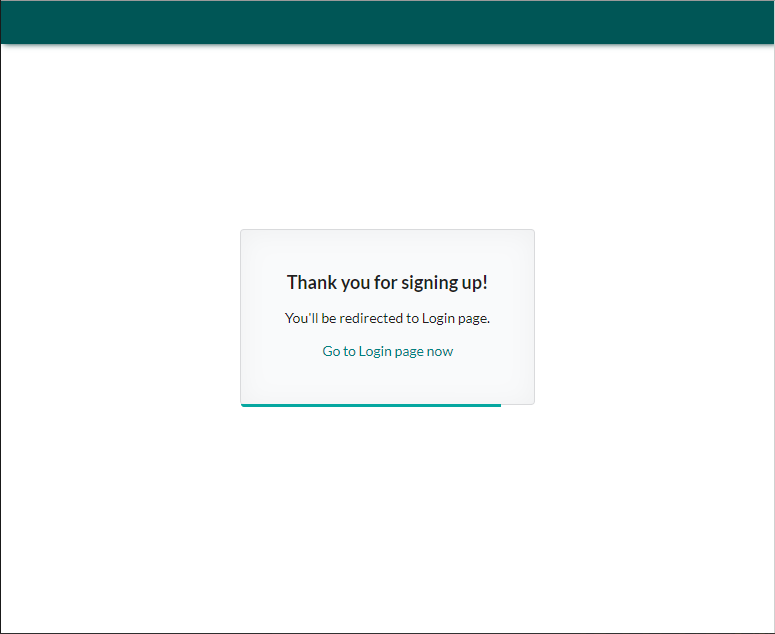 Thank you for signing up!
You'll be redirected to Login page.
Go to Login page now